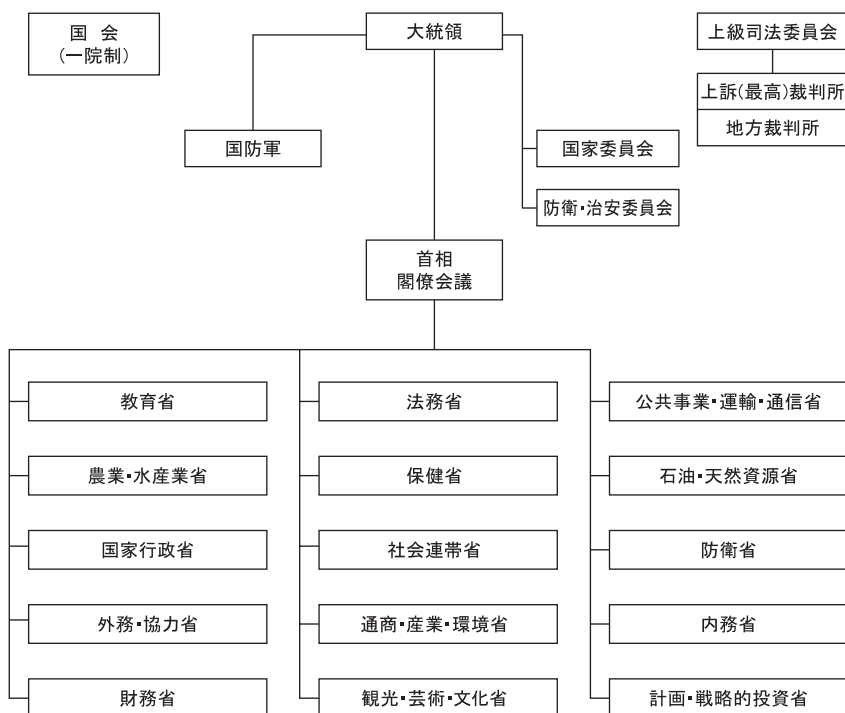 国 会
(一院制)
大統領
上級司法委員会
上訴(最高)裁判所
地方裁判所
国防軍
国家委員会
防衛・治安委員会
首相
閣僚会議
教育省
法務省
公共事業・運輸・通信省
農業・水産業省
保健省
石油・天然資源省
国家行政省
社会連帯省
防衛省
外務・協力省
通商・産業・環境省
内務省
財務省
観光・芸術・文化省
計画・戦略的投資省